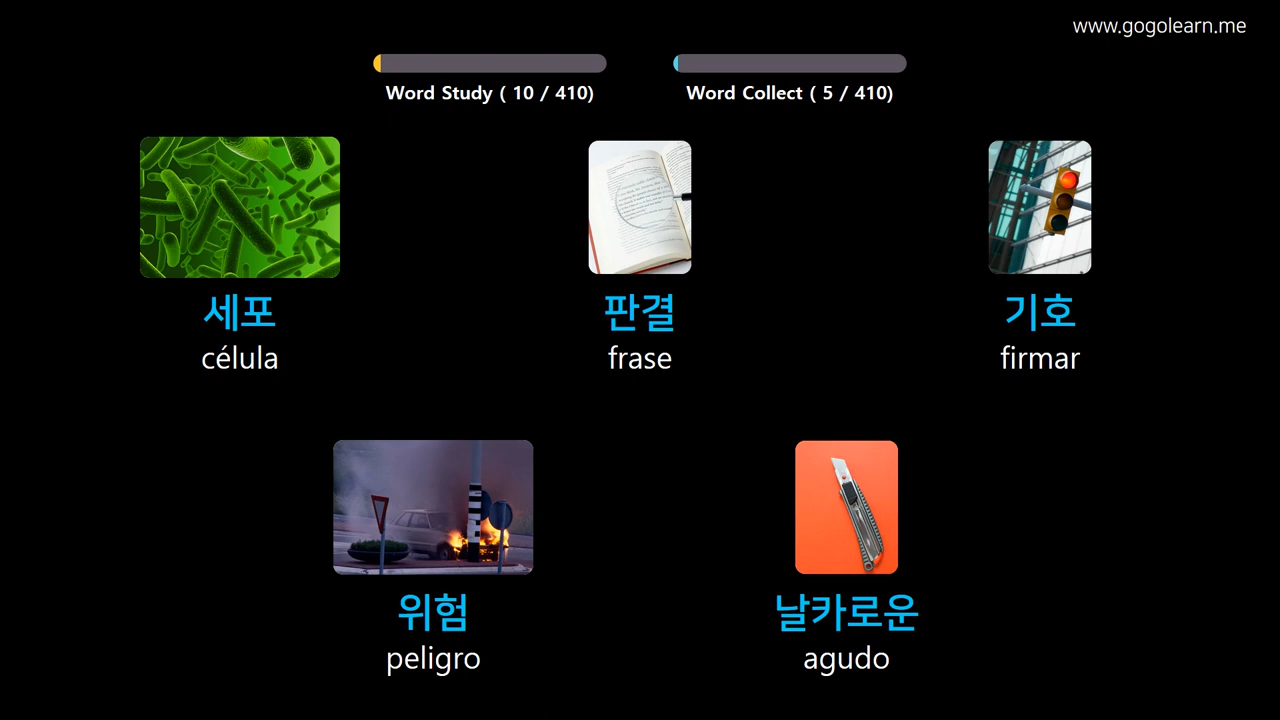 www.gogolearn.me
Word Study ( 10 / 410)
Word Collect ( 5 / 410)
세포
célula
판결
frase
기호
firmar
위험
peligro
날카로운
agudo